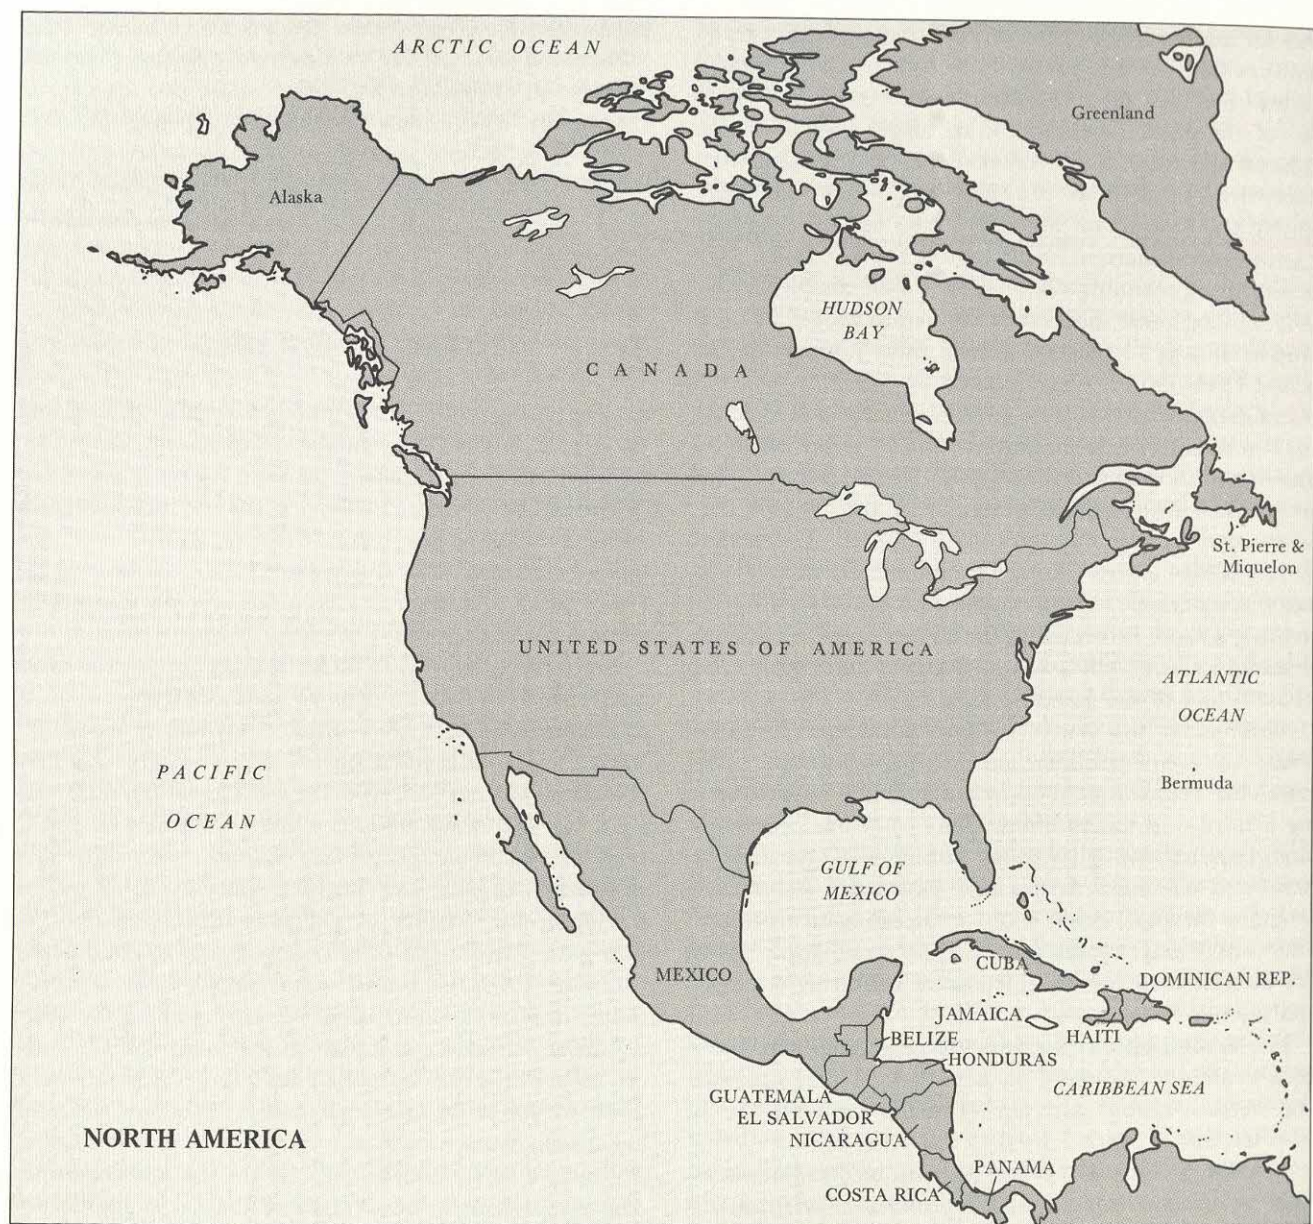 ARCTIC OCEAN
Greenland
Alaska
HUDSON
BAY
CANADA
St. Pierre &
Miquelon
UNITED STATES OF AMERICA
ATLANTIC
OCEAN
PACIFIC
OCEAN
Bermuda
GULF OF
MEXICO
CUBA
MEXICO
DOMINICAN REP.
JAMAICA
HAITI
BELIZE
HONDURAS
CARIBBEAN SEA
GUATEMALA
EL SALVADOR
NICARAGUA
NORTH AMERICA
PANAMA
COSTA RICA